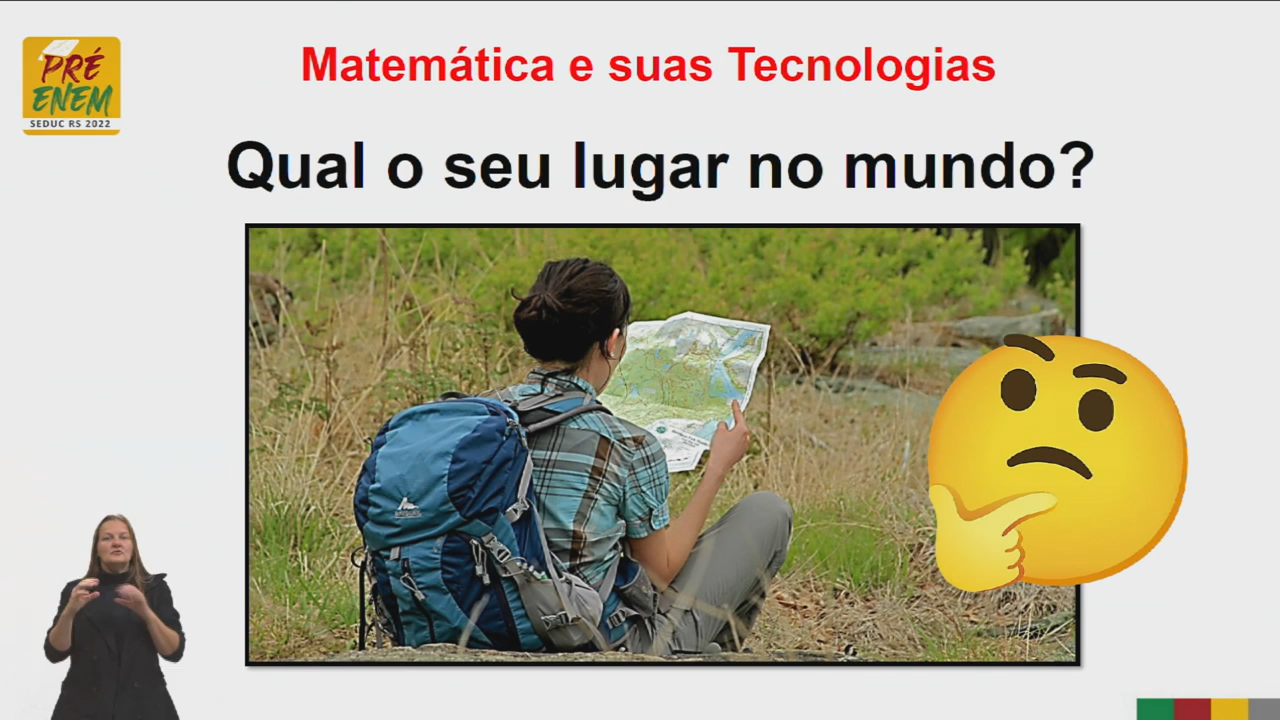 PRÉ
ENEM
SEDUC RS 2022
Matemática e suas Tecnologias
Qual o seu lugar no mundo?